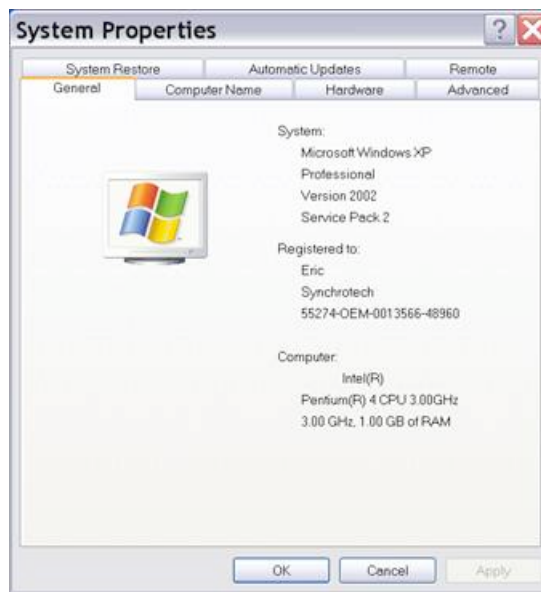 System Properties
System Restore Automatic Updates Remote
General Computer Name Hardware Advanced
System:
Microsoft Windows XP
Professional
Version 2002
Service Pack 2
Registered to:
Eric
Synchrotech
55274-OEM-0013566-48960
Computer:
Intel(R)
Pentium(R) 4 CPU 3.00GHz
3.00 GHz, 1.00 GB of RAM
OK Cancel Apply